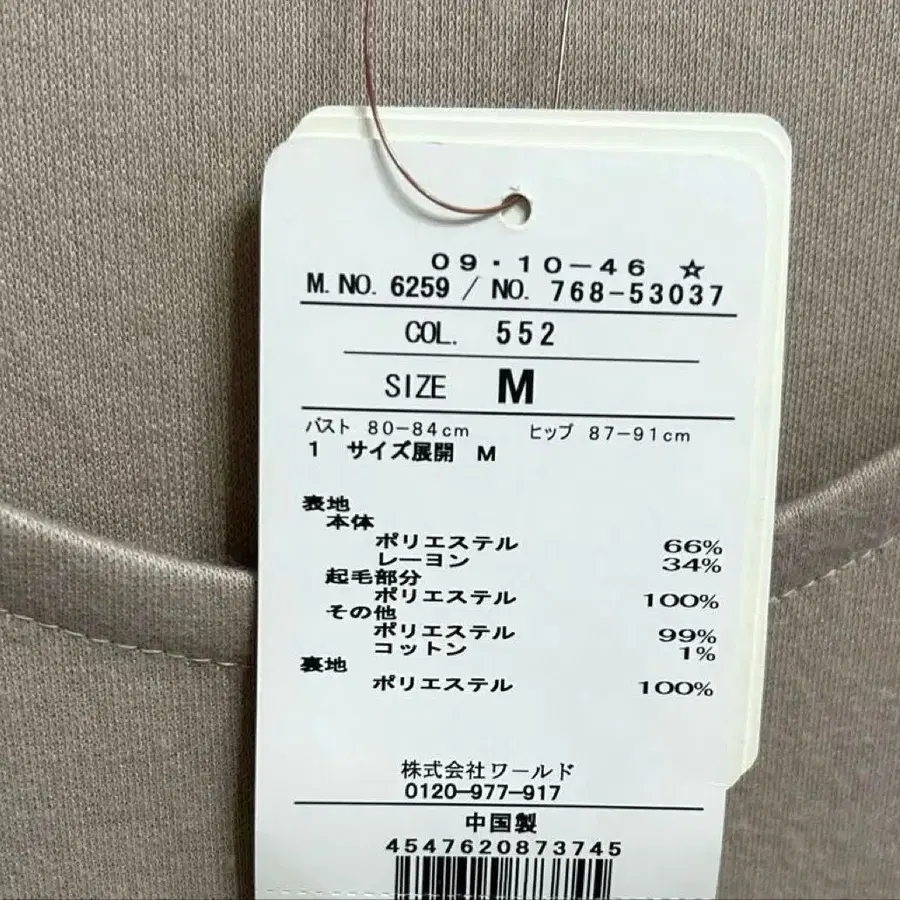 09・10−46 ☆
M. NO. 6259 / NO. 768-53037
COL. 552
SIZE M
バスト 80−84cm ヒップ 87−91cm
1 サイズ展開 M
表地
本体
ポリエステル 66%
レーヨン 34%
起毛部分
ポリエステル 100%
その他
ポリエステル 99%
コットン 1%
裏地
ポリエステル 100%
株式会社ワールド
0120−977−917
中国製
4547620873745